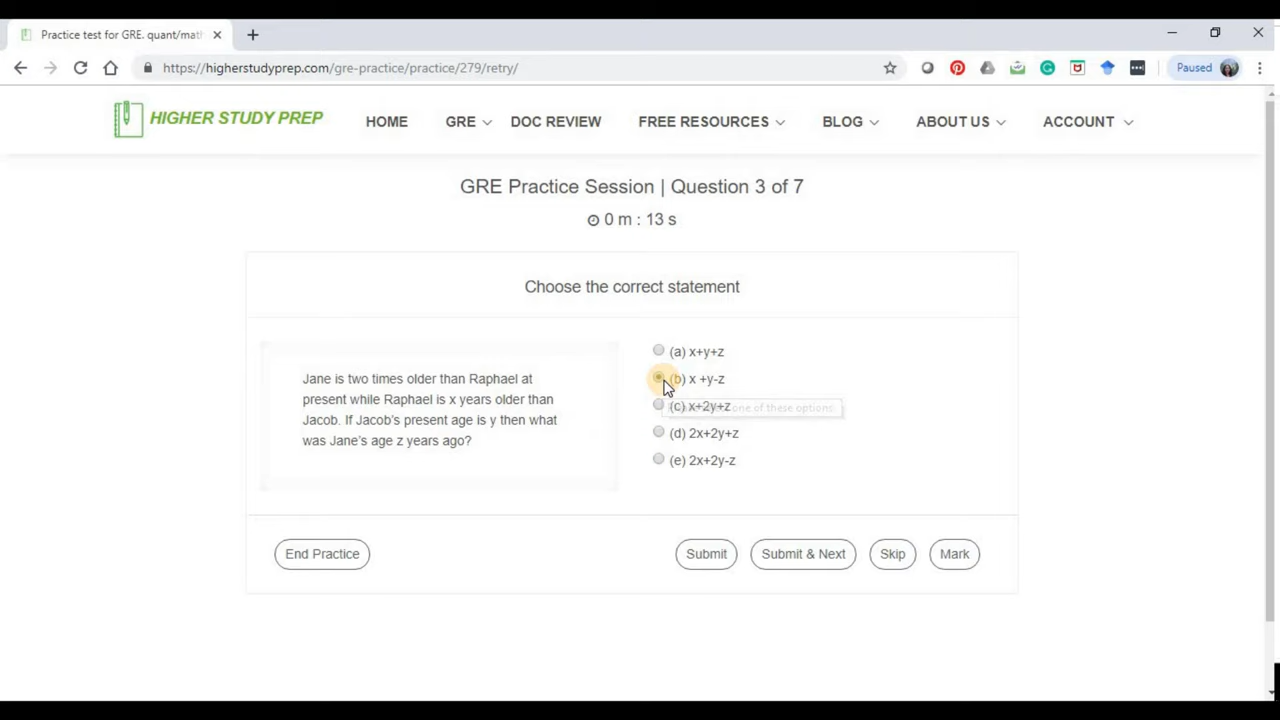 Practice test for GRE. quant/math
https://higherstudyprep.com/gre-practice/practice/279/retry/
Paused
HIGHER STUDY PREP
HOME
GRE
DOC REVIEW
FREE RESOURCES
BLOG
ABOUT US
ACCOUNT
GRE Practice Session | Question 3 of 7
0 m : 13 s
Choose the correct statement
Jane is two times older than Raphael at
present while Raphael is x years older than
Jacob. If Jacob's present age is y then what
was Jane's age z years ago?
(a) x+y+z
(b) x +y-z
(c) x+2y+z
one of these options
(d) 2x+2y+z
(e) 2x+2y-z
End Practice
Submit
Submit & Next
Skip
Mark